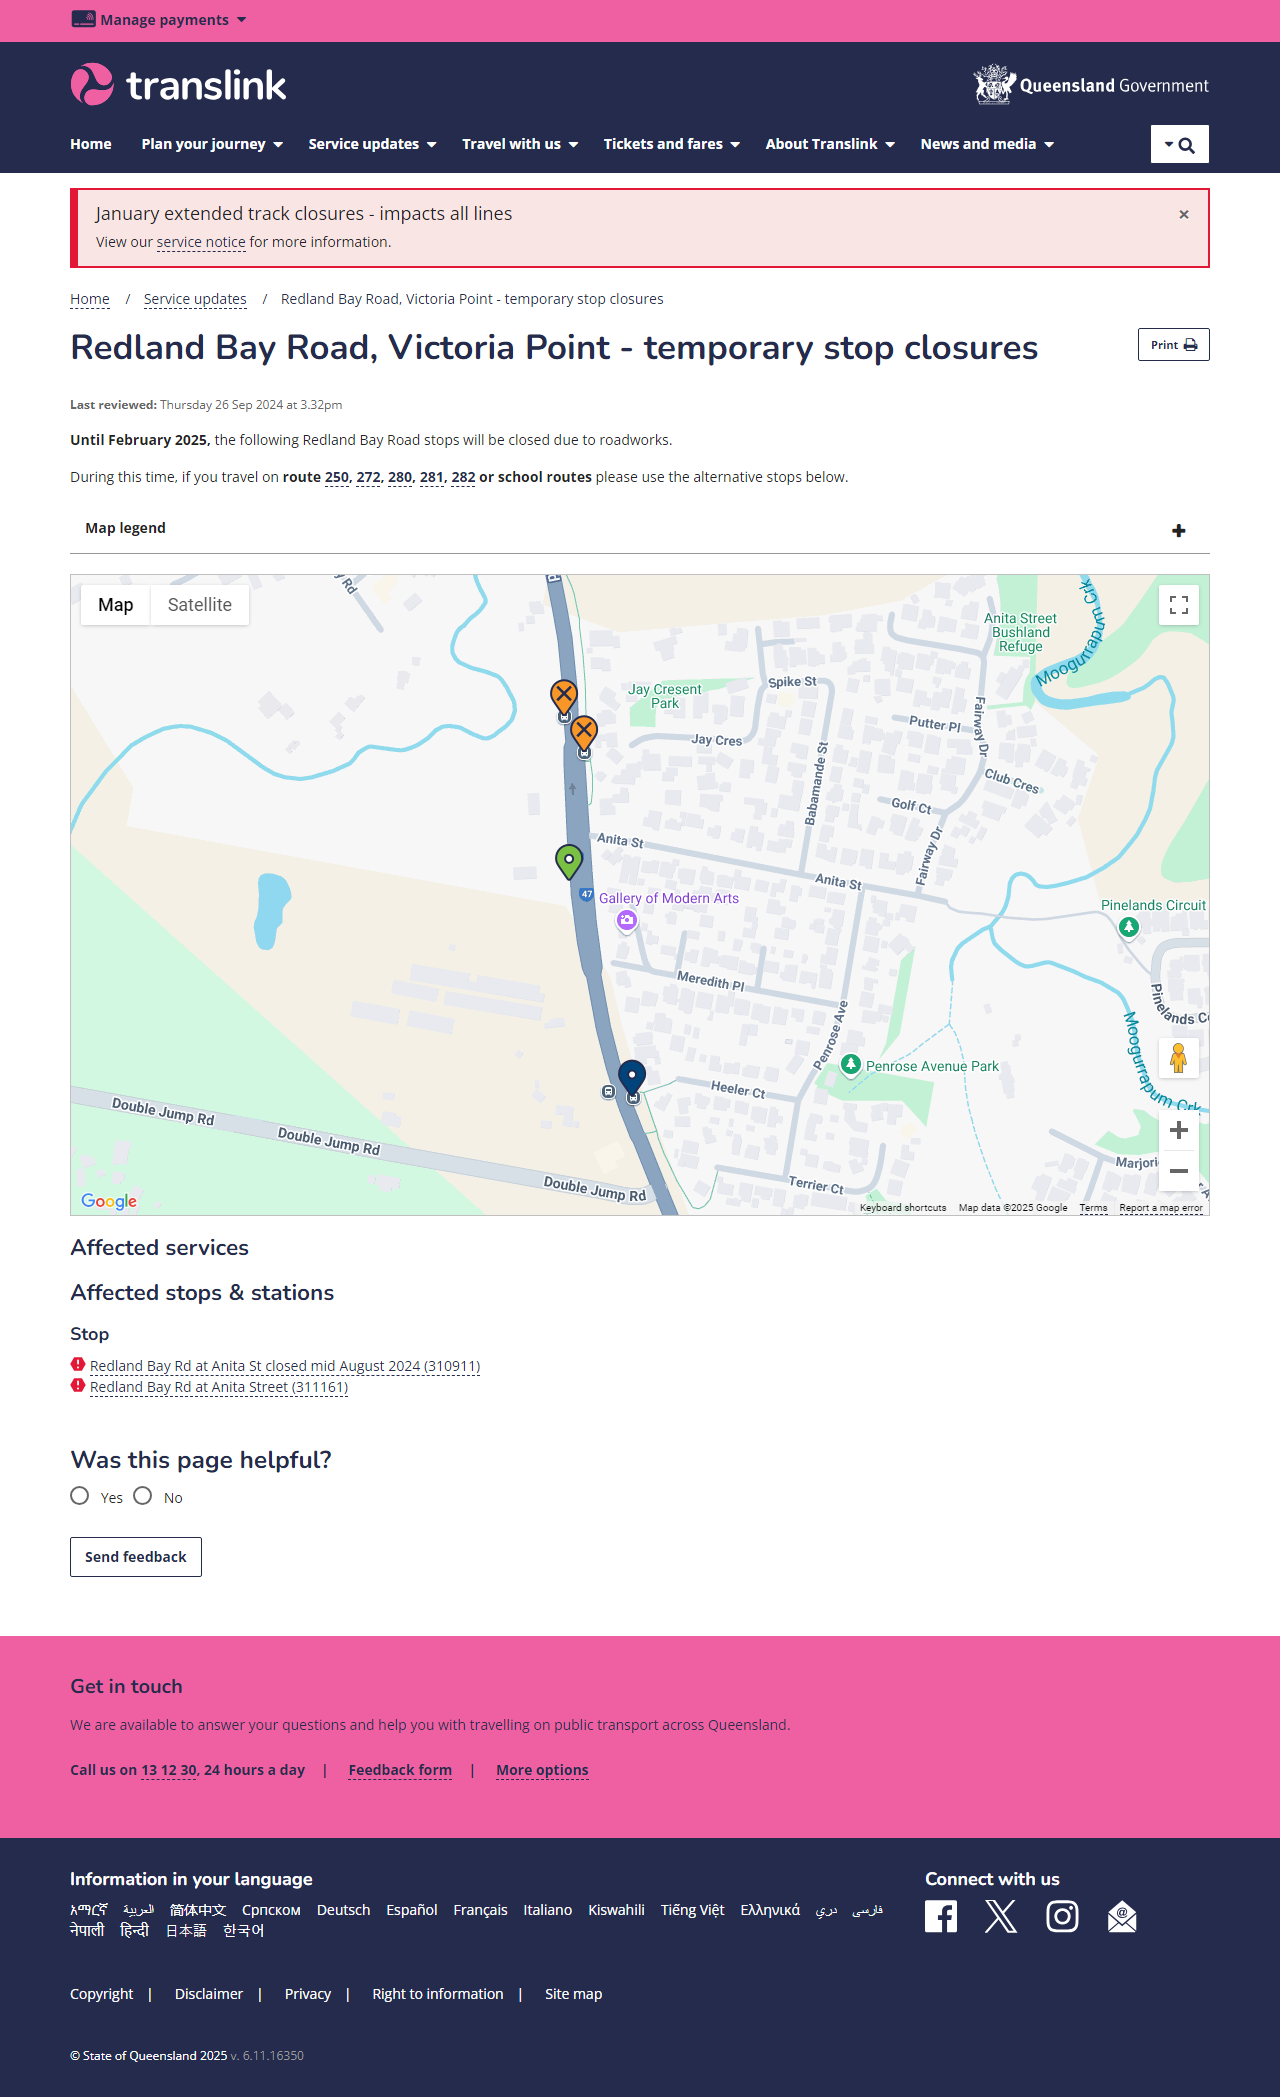 Manage payments
translink
Queensland Government
Home Plan your journey Service updates Travel with us Tickets and fares About Translink News and media
January extended track closures - impacts all lines
×
View our service notice for more information.
Home / Service updates / Redland Bay Road, Victoria Point - temporary stop closures
Redland Bay Road, Victoria Point - temporary stop closures
Print
Last reviewed: Thursday 26 Sep 2024 at 3.32pm
Until February 2025, the following Redland Bay Road stops will be closed due to roadworks.
During this time, if you travel on route 250, 272, 280, 281, 282 or school routes please use the alternative stops below.
Map legend
Map Satellite
y Rd
Rd
Anita Street
Bushland
Refuge
Moogurrapum Crk
Spike St
Jay Cresent
Park
Fairway Dr
Putter Pl
Jay Cres
Babamande St
Club Cres
Golf Ct
Anita St
Fairway Dr
Anita St
47
Gallery of Modern Arts
Pinelands Circuit
Meredith Pl
Pinelands C
Penrose Ave
Moogurrapum Crk
Penrose Avenue Park
Heeler Ct
Double Jump Rd
Double Jump Rd
Double Jump Rd
Marjori
Terrier Ct
Google
Keyboard shortcuts Map data ©2025 Google Terms Report a map error
Affected services
Affected stops & stations
Stop
Redland Bay Rd at Anita St closed mid August 2024 (310911)
Redland Bay Rd at Anita Street (311161)
Was this page helpful?
Yes No
Send feedback
Get in touch
We are available to answer your questions and help you with travelling on public transport across Queensland.
Call us on 13 12 30, 24 hours a day | Feedback form | More options
Information in your language
Connect with us
አማርኛ العربية 简体中文 Српском Deutsch Español Français Italiano Kiswahili Tiếng Việt Ελληνικά دري فارسی
नेपाली हिन्दी 日本語 한국어
Copyright | Disclaimer | Privacy | Right to information | Site map
© State of Queensland 2025 v. 6.11.16350